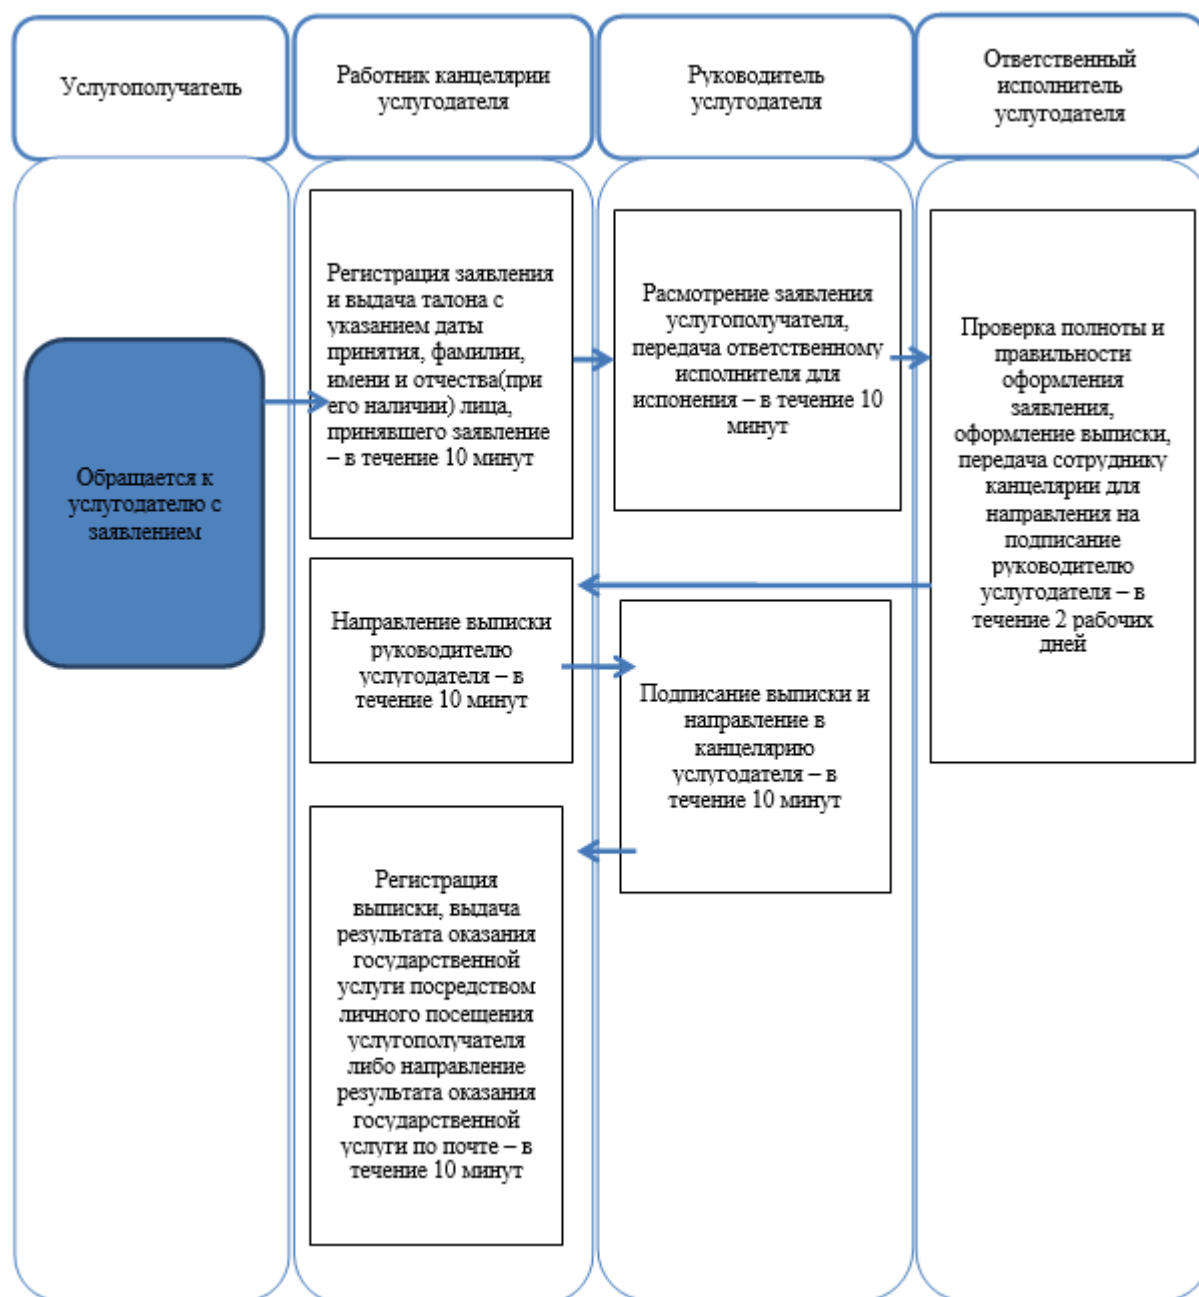 Услугополучатель
Работник канцелярии
услугодателя
Руководитель
услугодателя
Ответственный
исполнитель
услугодателя
Обращается к
услугодателю с
заявлением
Регистрация заявления
и выдача талона с
указанием даты
принятия, фамилии,
имени и отчества(при
его наличии) лица,
принявшего заявление
– в течение 10 минут
Расмотрение заявления
услугополучателя,
передача ответственному
исполнителя для
испонения – в течение 10
минут
Проверка полноты и
правильности
оформления
заявления,
оформление выписки,
передача сотруднику
канцелярии для
направления на
подписание
руководителю
услугодателя – в
течение 2 рабочих
дней
Направление выписки
руководителю
услугодателя – в
течение 10 минут
Подписание выписки и
направление в
канцелярию
услугодателя – в
течение 10 минут
Регистрация
выписки, выдача
результата оказания
государственной
услуги посредством
личного посещения
услугополучателя
либо направление
результата оказания
государственной
услуги по почте – в
течение 10 минут